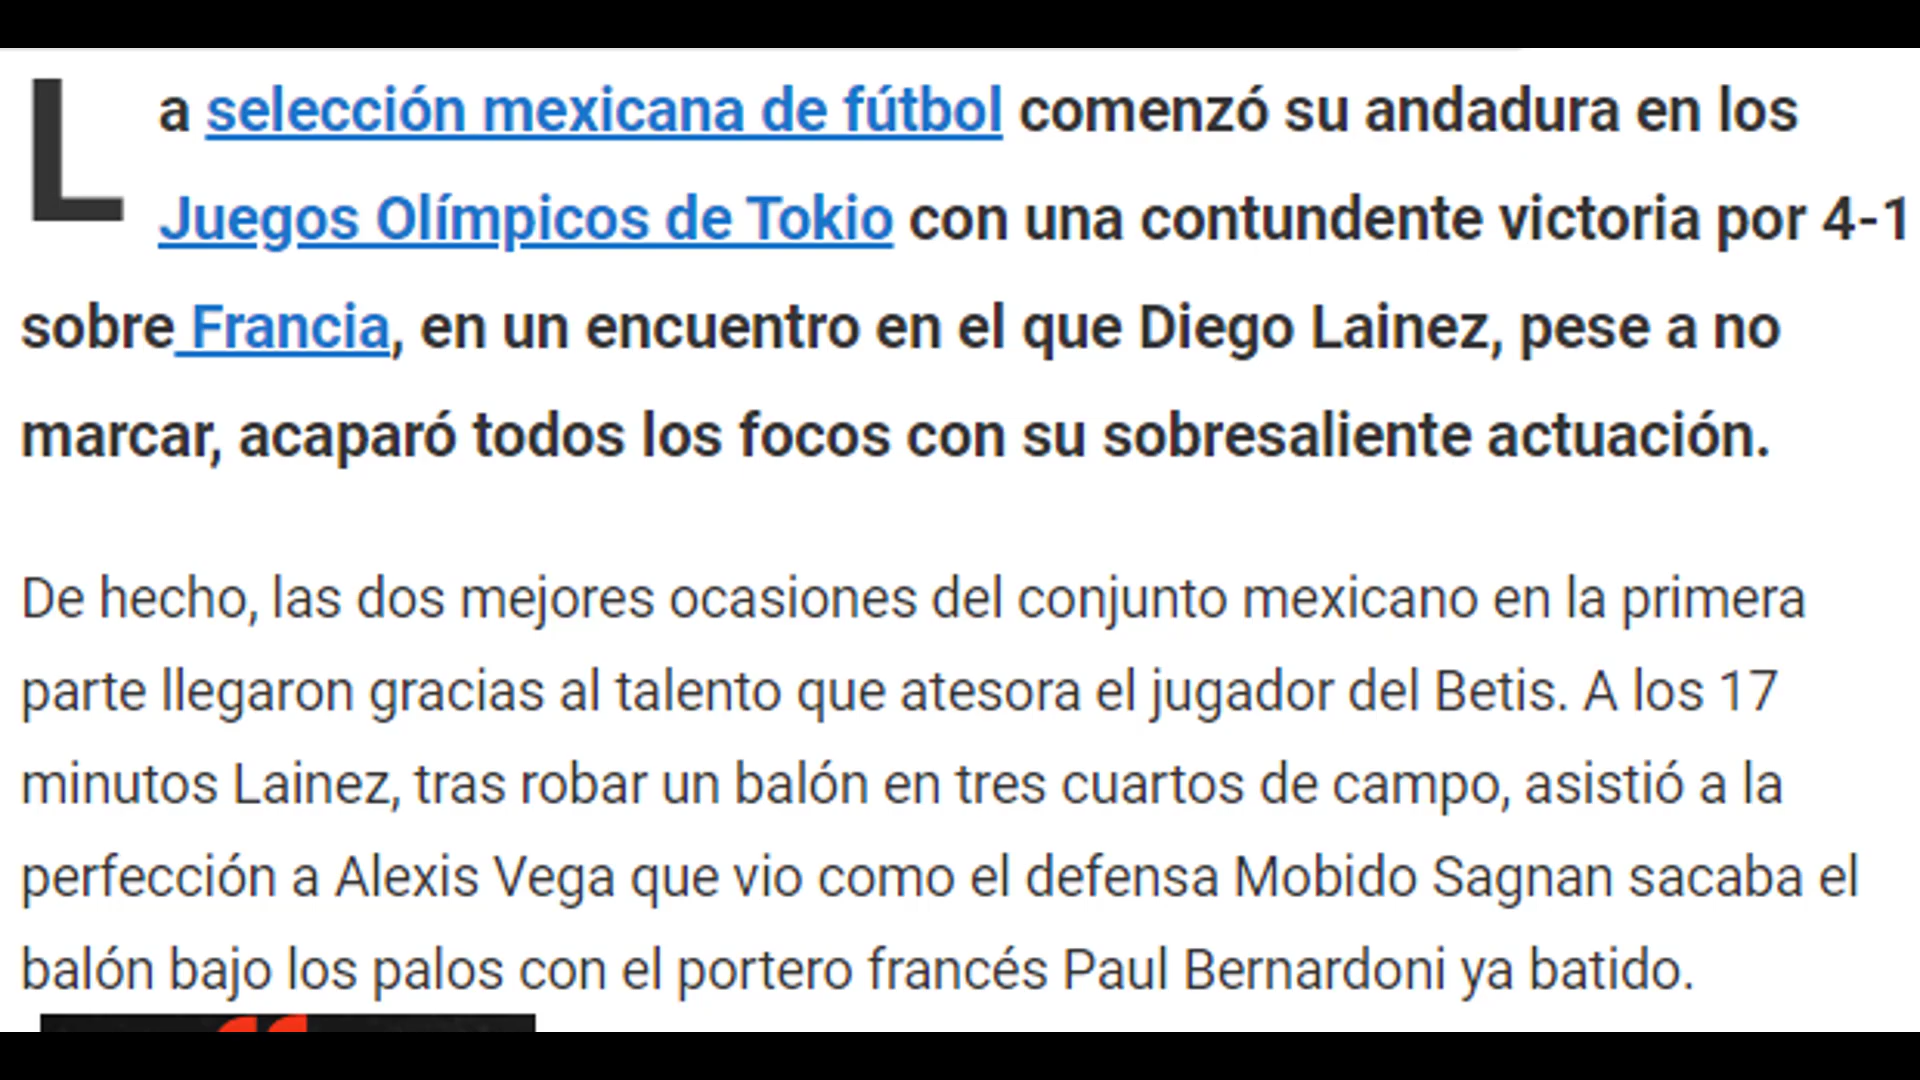 La selección mexicana de fútbol comenzó su andadura en los
Juegos Olímpicos de Tokio con una contundente victoria por 4-1
sobre Francia, en un encuentro en el que Diego Lainez, pese a no
marcar, acaparó todos los focos con su sobresaliente actuación.
De hecho, las dos mejores ocasiones del conjunto mexicano en la primera
parte llegaron gracias al talento que atesora el jugador del Betis. A los 17
minutos Lainez, tras robar un balón en tres cuartos de campo, asistió a la
perfección a Alexis Vega que vio como el defensa Mobido Sagnan sacaba el
balón bajo los palos con el portero francés Paul Bernardoni ya batido.